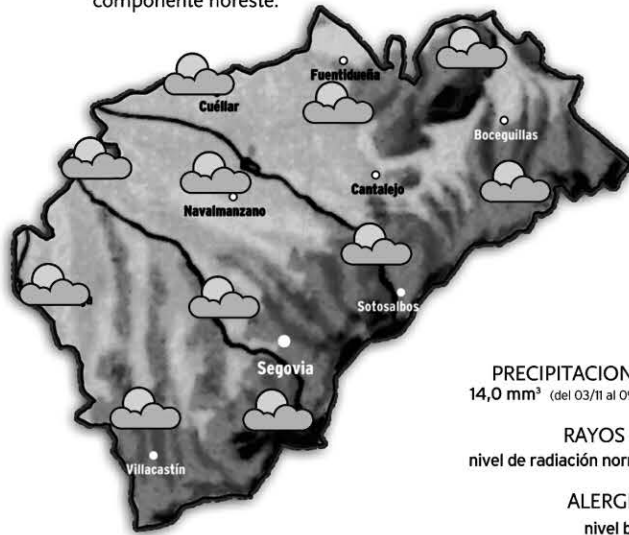 componente noreste.
Fuentidueña
Cuéllar
Boceguillas
Cantalejo
Navalmanzano
Sotosalbos
Segovia
PRECIPITACION
14,0 mm³ (del 03/11 al 09
RAYOS
nivel de radiación norm
Villacastín
ALERG
nivel b